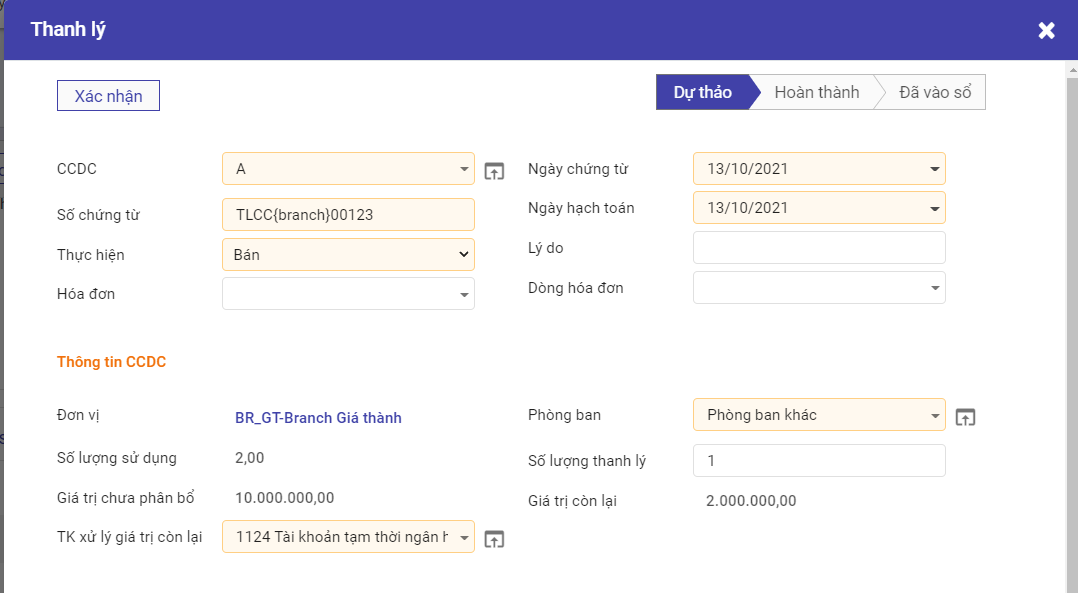 Thanh lý
Xác nhận
Dự thảo
Hoàn thành
Đã vào sổ
CCDC
A
Ngày chứng từ
13/10/2021
Số chứng từ
TLCC{branch}00123
Ngày hạch toán
13/10/2021
Thực hiện
Bán
Lý do
Hóa đơn
Dòng hóa đơn
Thông tin CCDC
Đơn vị
BR_GT-Branch Giá thành
Phòng ban
Phòng ban khác
Số lượng sử dụng
2,00
Số lượng thanh lý
1
Giá trị chưa phân bổ
10.000.000,00
Giá trị còn lại
2.000.000,00
TK xử lý giá trị còn lại
1124 Tài khoản tạm thời ngân h